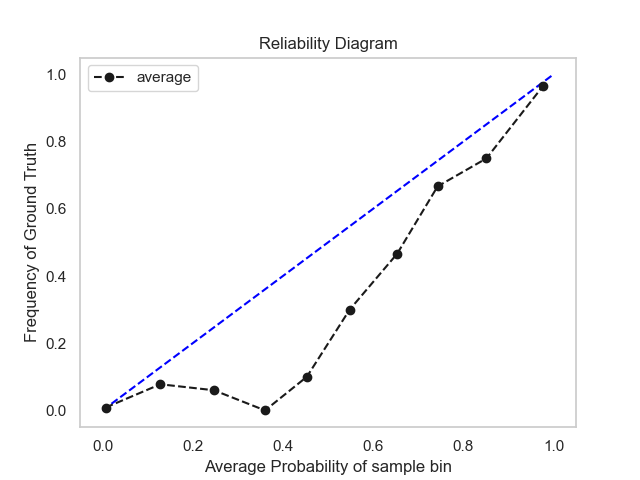 Reliability Diagram
average
Frequency of Ground Truth
1.0
0.8
0.6
0.4
0.2
0.0
0.0 0.2 0.4 0.6 0.8 1.0
Average Probability of sample bin